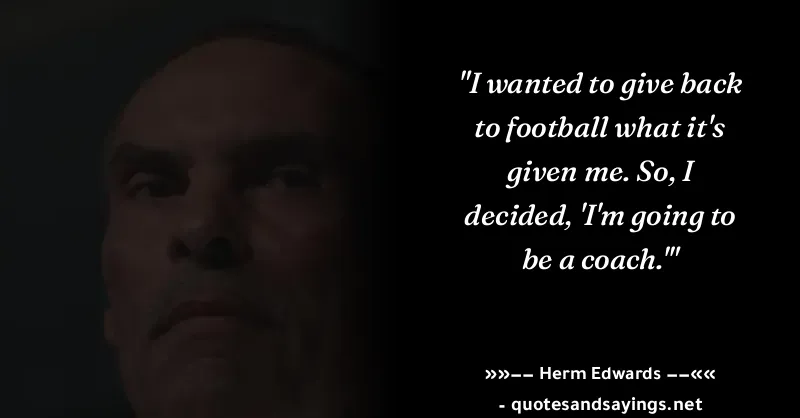 "I wanted to give back
to football what it's
given me. So, I
decided, 'I'm going to
be a coach.'"
»»–– Herm Edwards ––««
- quotesandsayings.net